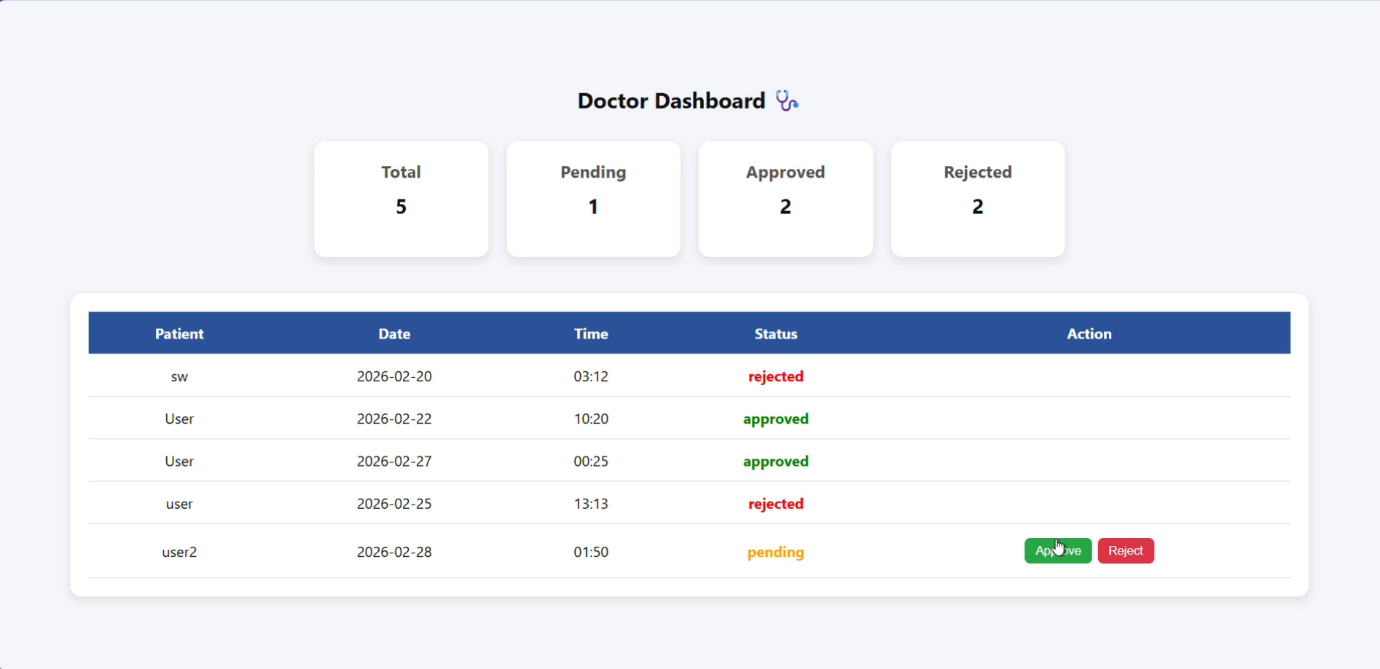 Doctor Dashboard 🩺
Total Pending Approved Rejected
5 1 2 2
Patient Date Time Status Action
sw 2026-02-20 03:12 rejected
User 2026-02-22 10:20 approved
User 2026-02-27 00:25 approved
user 2026-02-25 13:13 rejected
user2 2026-02-28 01:50 pending Approve Reject